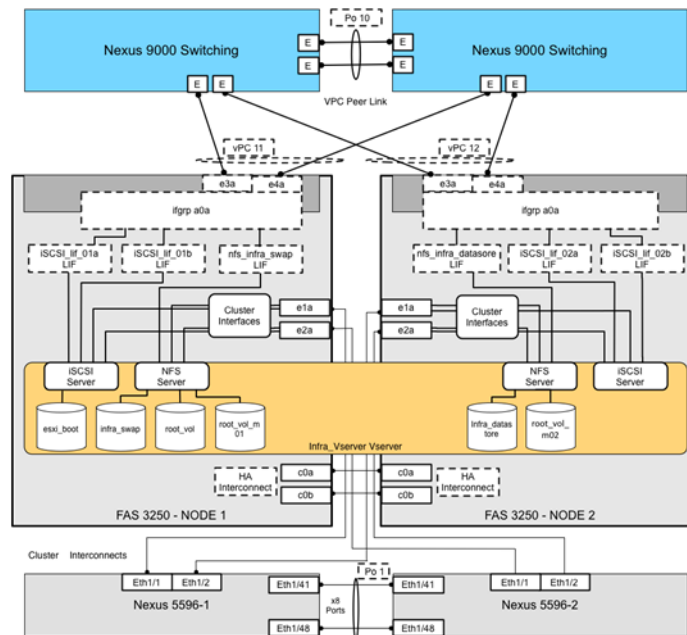 Po 10
Nexus 9000 Switching
E
E
E
E
Nexus 9000 Switching
E
E
E
E
VPC Peer Link
vPC 11
vPC 12
e3a
e4a
e3a
e4a
ifgrp a0a
ifgrp a0a
iSCSI_lif_01a
LIF
iSCSI_lif_01b
LIF
nfs_infra_swap
LIF
nfs_infra_datasore
LIF
iSCSI_lif_02a
LIF
iSCSI_lif_02b
LIF
Cluster
Interfaces
e1a
e2a
e1a
e2a
Cluster
Interfaces
iSCSI
Server
NFS
Server
NFS
Server
iSCSI
Server
esxi_boot
infra_swap
root_vol
root_vol_m
01
Infra_datas
tore
root_vol_
m02
Infra_Vserver Vserver
HA
Interconnect
c0a
c0b
c0a
c0b
HA
Interconnect
FAS 3250 - NODE 1
FAS 3250 - NODE 2
Cluster Interconnects
Po 1
Eth1/1
Eth1/2
Eth1/41
Eth1/41
Eth1/1
Eth1/2
Nexus 5596-1
x8
Ports
Nexus 5596-2
Eth1/48
Eth1/48